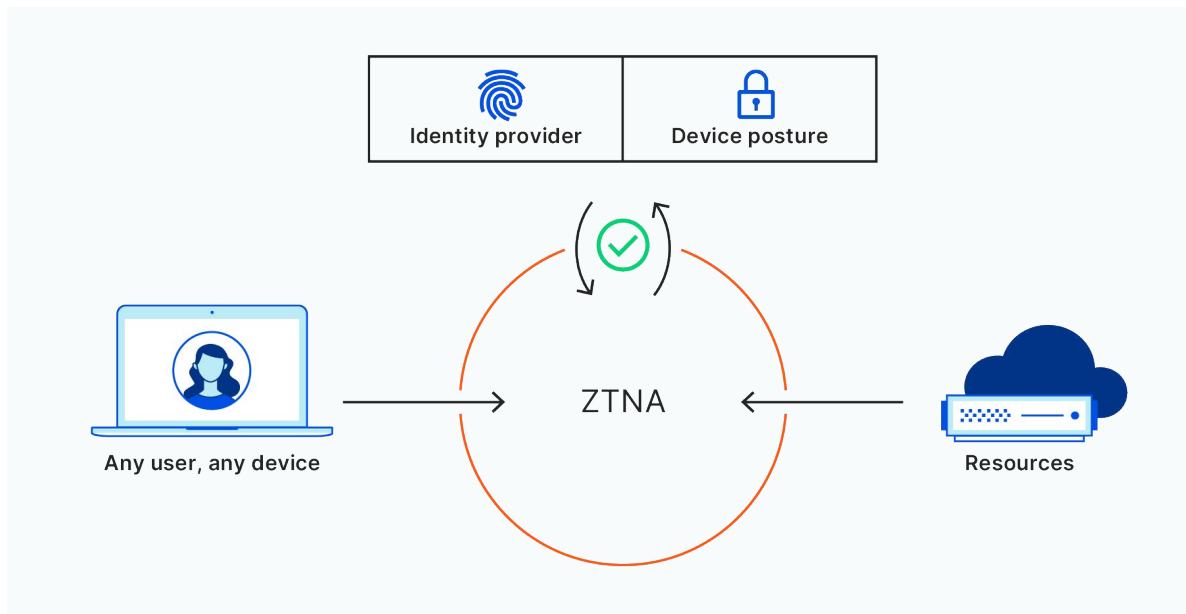 Identity provider
Device posture
ZTNA
Any user, any device
Resources